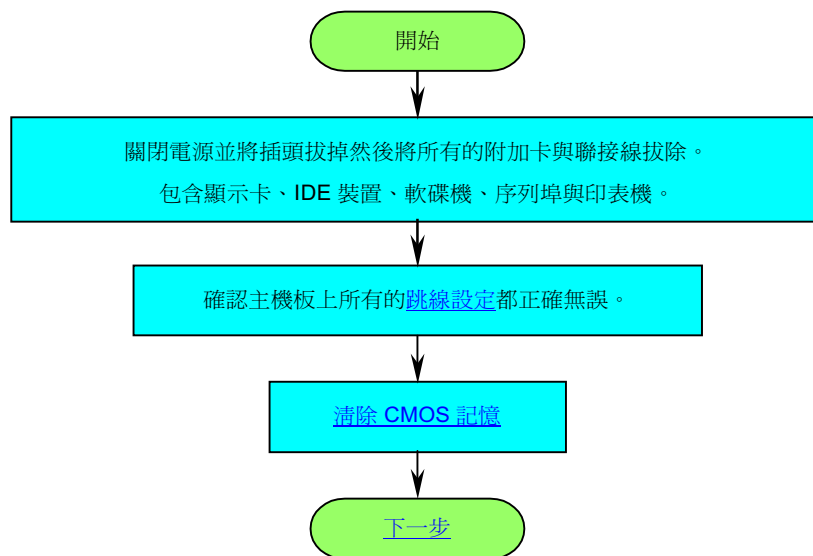 開始
關閉電源並將插頭拔掉然後將所有的附加卡與聯接線拔除。
包含顯示卡、IDE 裝置、軟碟機、序列埠與印表機。
確認主機板上所有的跳線設定都正確無誤。
清除 CMOS 記憶
下一步